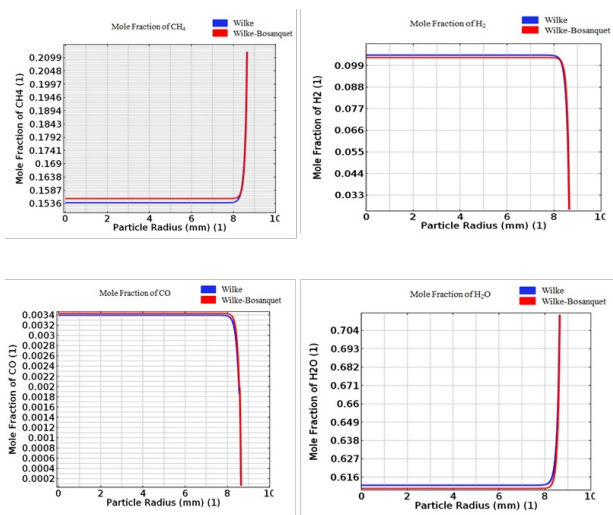 Mole Fraction of CH4
Wilke
Wilke-Bosanquet
Mole Fraction of CH4 (1)
0.2099
0.2048
0.1997
0.1946
0.1894
0.1843
0.1792
0.1741
0.169
0.1638
0.1587
0.1536
0 2 4 6 8 10
Particle Radius (mm) (1)
Mole Fraction of H2
Wilke
Wilke-Bosanquet
Mole Fraction of H2 (1)
0.099
0.088
0.077
0.066
0.055
0.044
0.033
0 2 4 6 8 10
Particle Radius (mm) (1)
Mole Fraction of CO
Wilke
Wilke-Bosanquet
Mole Fraction of CO (1)
0.0034
0.0032
0.003
0.0028
0.0026
0.0024
0.0022
0.002
0.0018
0.0016
0.0014
0.0012
0.001
0.0008
0.0006
0.0004
0.0002
0 2 4 6 8 10
Particle Radius (mm) (1)
Mole Fraction of H2O
Wilke
Wilke-Bosanquet
Mole Fraction of H2O (1)
0.704
0.693
0.682
0.671
0.66
0.649
0.638
0.627
0.616
0 2 4 6 8 10
Particle Radius (mm) (1)